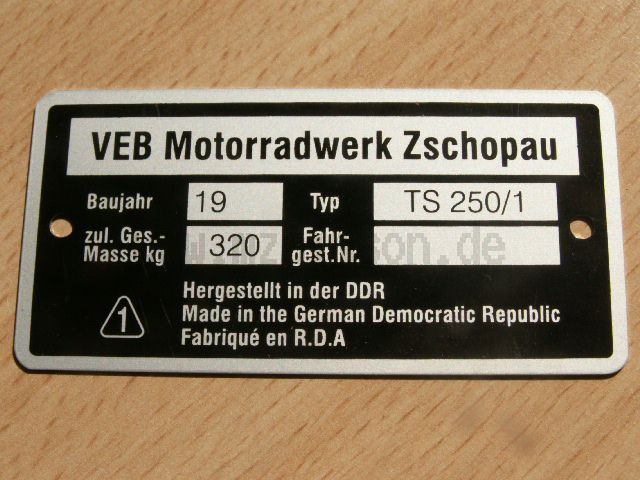 VEB Motorradwerk Zschopau
Baujahr 19 Typ TS 250/1
zul. Ges.- Masse kg 320 Fahr- gest.Nr.
Hergestellt in der DDR
1 Made in the German Democratic Republic
Fabriqué en R.D.A